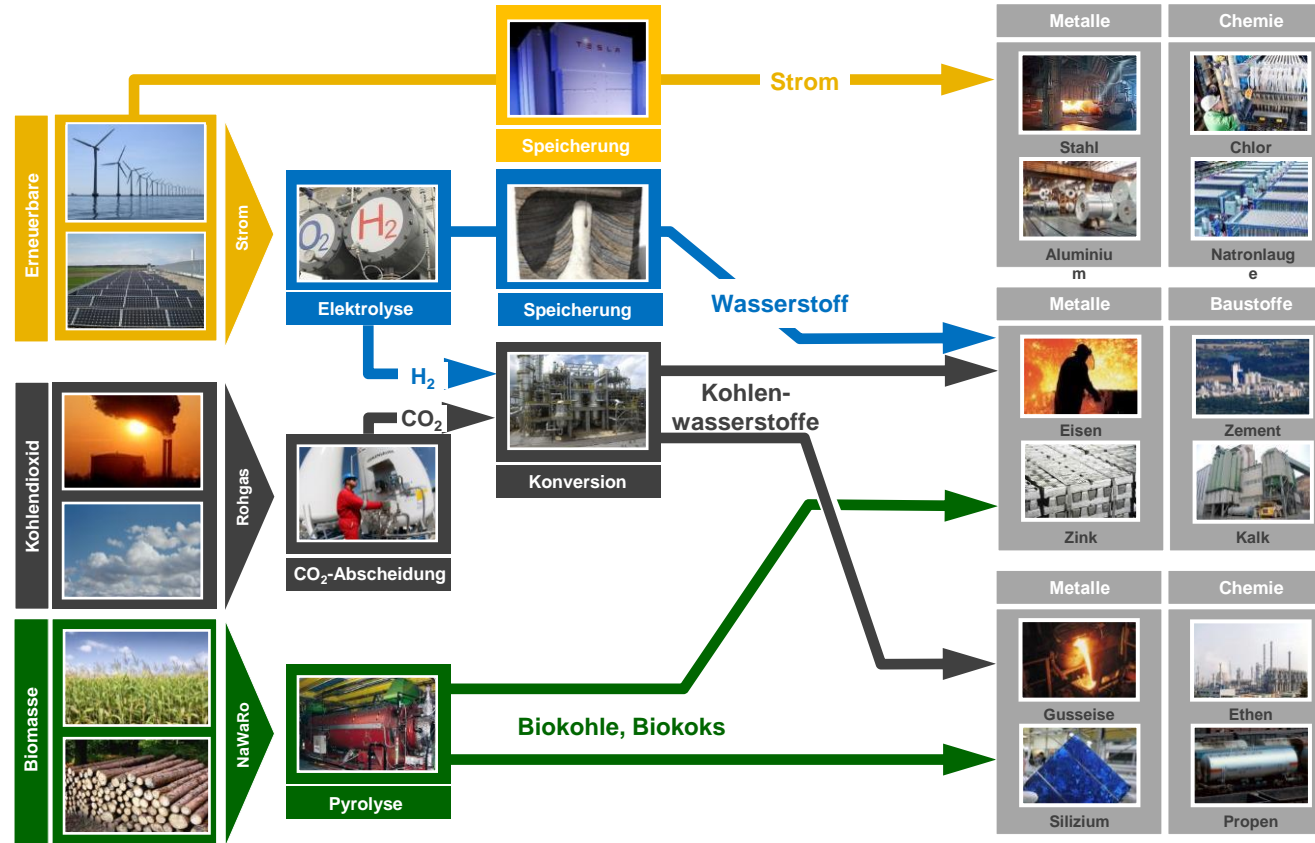 Erneuerbare
Strom
TESLA
Speicherung
Strom
O2
H2
Elektrolyse
Speicherung
Wasserstoff
H₂
Kohlendioxid
Rohgas
CO₂
CO₂-Abscheidung
Konversion
Kohlen-
wasserstoffe
Biomasse
NaWaRo
Pyrolyse
Biokohle, Biokoks
Metalle
Chemie
Stahl
Chlor
Aluminiu
m
Natronlaug
e
Metalle
Baustoffe
Eisen
Zement
Zink
Kalk
Metalle
Chemie
Gusseise
Ethen
Silizium
Propen